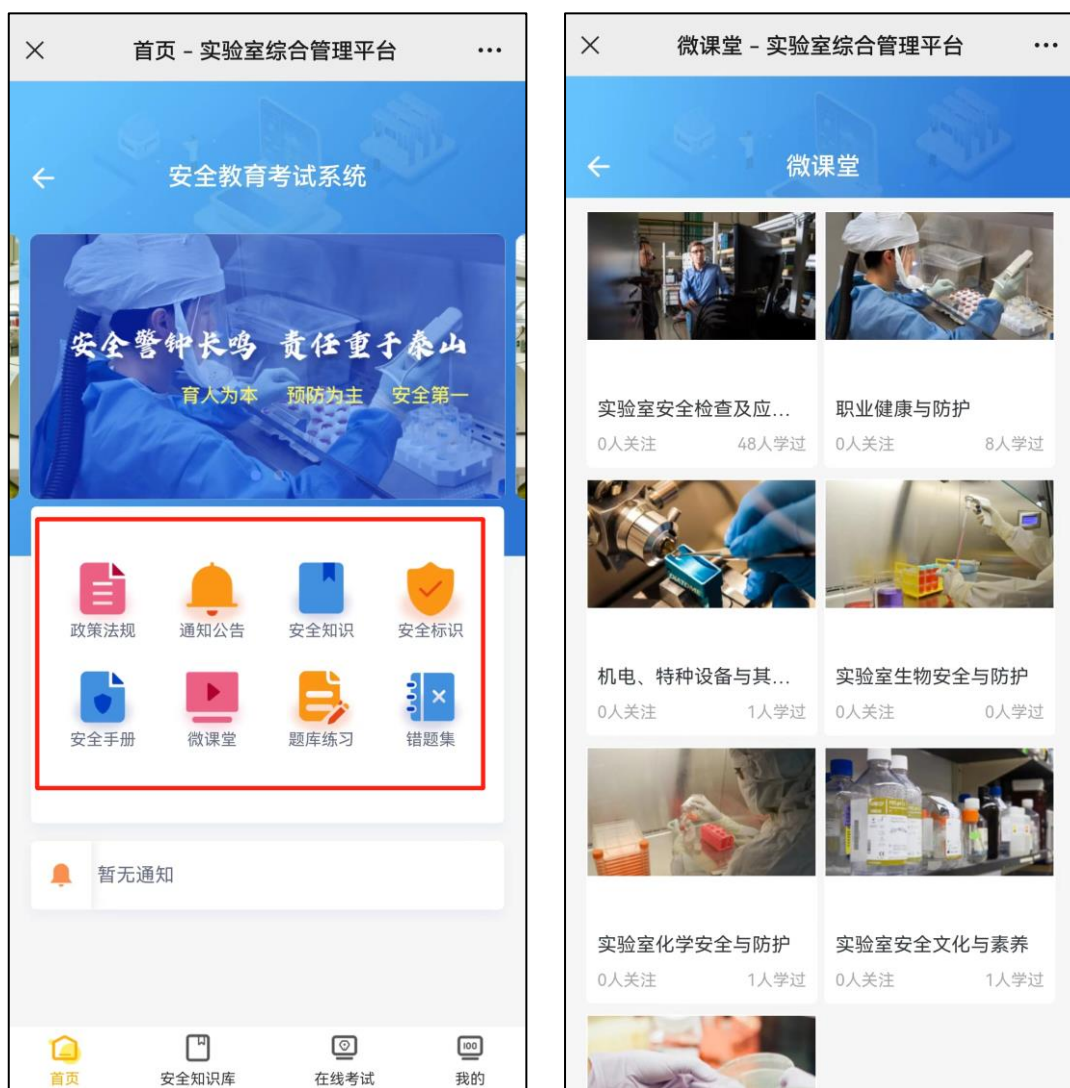 首页 – 实验室综合管理平台
安全教育考试系统
安全警钟长鸣 责任重于泰山
育人为本 预防为主 安全第一
政策法规 通知公告 安全知识 安全标识
安全手册 微课堂 题库练习 错题集
暂无通知
首页 安全知识库 在线考试 我的
微课堂 – 实验室综合管理平台
微课堂
实验室安全检查及应... 职业健康与防护
0人关注 48人学过 0人关注 8人学过
机电、特种设备与其... 实验室生物安全与防护
0人关注 1人学过 0人关注 0人学过
实验室化学安全与防护 实验室安全文化与素养
0人关注 1人学过 0人关注 1人学过